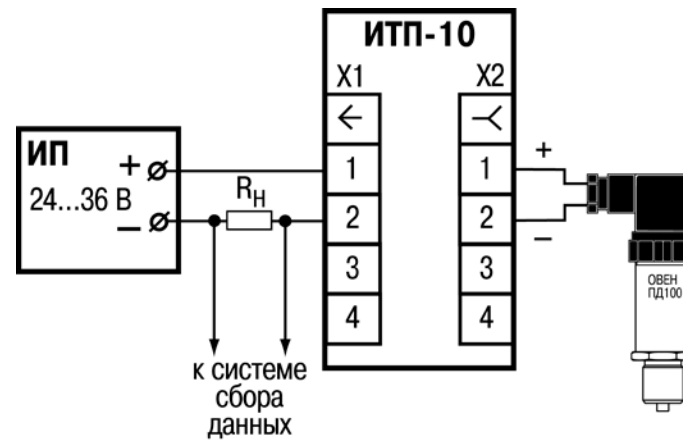 ИТП-10
X1
X2
ИП
24...36 В
+
−
Rн
1
2
3
4
1
2
3
4
+
−
ОВЕН
ПД100
к системе
сбора
данных